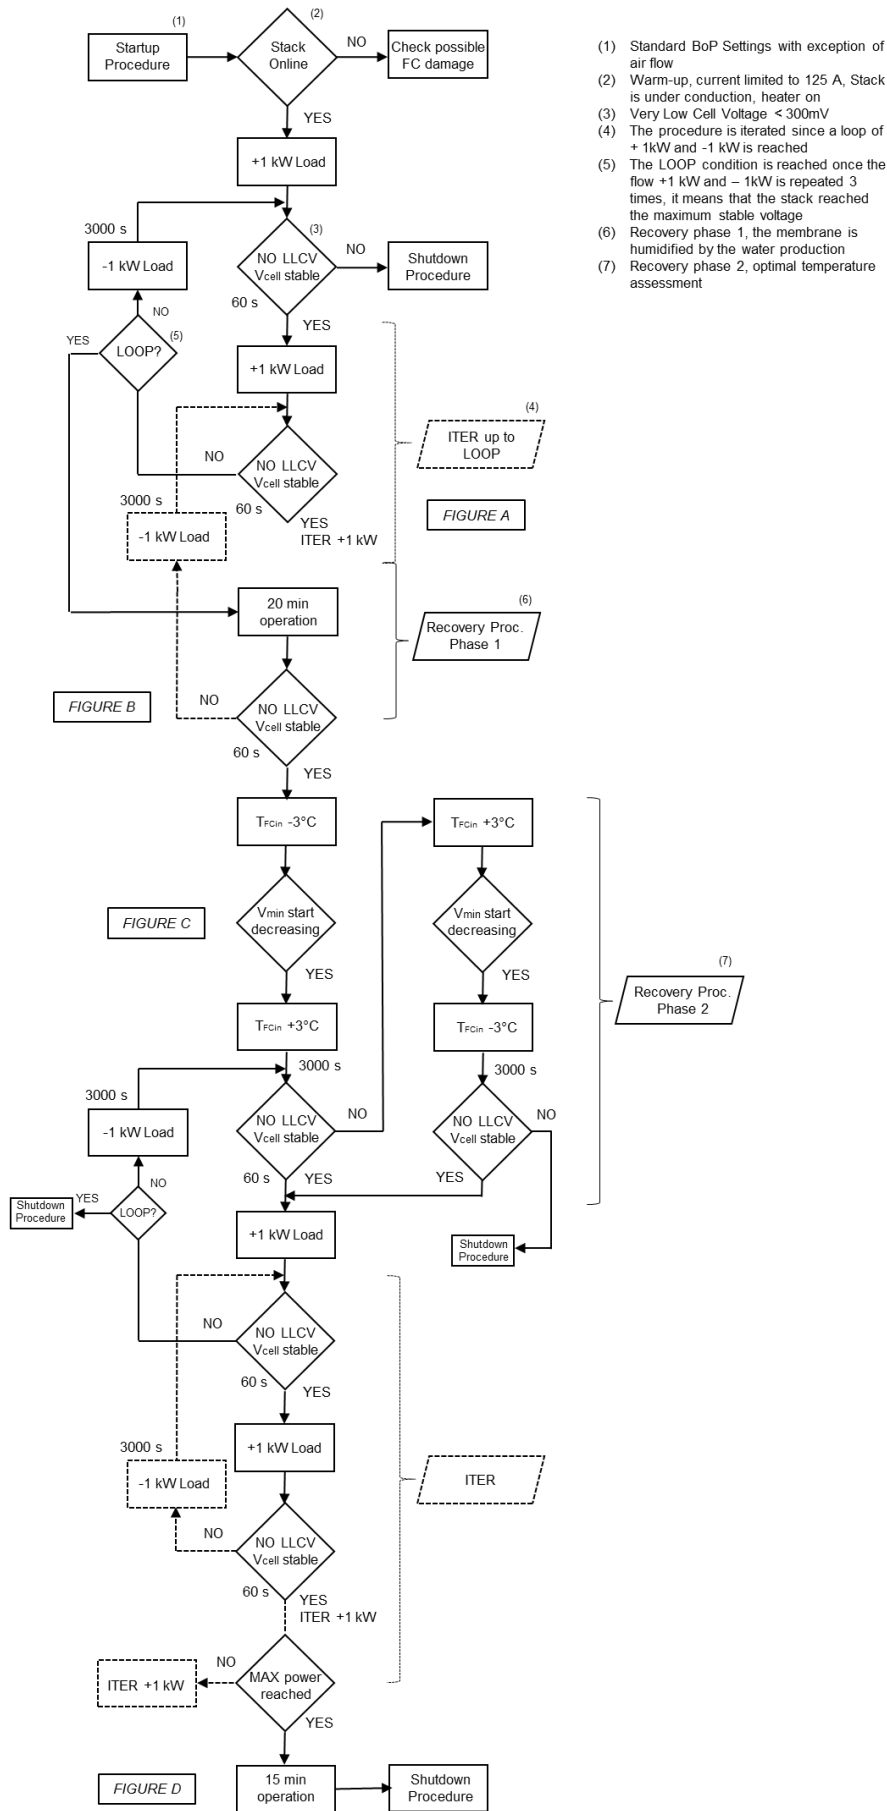 (1)
Startup
Procedure
(2)
Stack
Online
NO
Check possible
FC damage
YES
+1 kW Load
(1) Standard BoP Settings with exception of
air flow
(2) Warm-up, current limited to 125 A, Stack
is under conduction, heater on
(3) Very Low Cell Voltage < 300mV
(4) The procedure is iterated since a loop of
+ 1kW and -1 kW is reached
(5) The LOOP condition is reached once the
flow +1 kW and – 1kW is repeated 3
times, it means that the stack reached
the maximum stable voltage
(6) Recovery phase 1, the membrane is
humidified by the water production
(7) Recovery phase 2, optimal temperature
assessment
3000 s
-1 kW Load
(3)
NO LLCV
Vcell stable
60 s
NO
Shutdown
Procedure
YES
NO
YES
(5)
LOOP?
+1 kW Load
(4)
ITER up to
LOOP
NO
NO LLCV
Vcell stable
60 s
3000 s
-1 kW Load
YES
ITER +1 kW
FIGURE A
20 min
operation
(6)
Recovery Proc.
Phase 1
NO
FIGURE B
NO LLCV
Vcell stable
60 s
YES
TFCin -3°C
TFCin +3°C
FIGURE C
Vmin start
decreasing
Vmin start
decreasing
YES
YES
(7)
Recovery Proc.
Phase 2
TFCin +3°C
TFCin -3°C
3000 s
3000 s
3000 s
-1 kW Load
NO LLCV
Vcell stable
NO
NO LLCV
Vcell stable
NO
60 s
YES
YES
NO
Shutdown
Procedure
YES
LOOP?
+1 kW Load
Shutdown
Procedure
NO
NO LLCV
Vcell stable
60 s
YES
+1 kW Load
3000 s
-1 kW Load
ITER
NO
NO LLCV
Vcell stable
60 s
YES
ITER +1 kW
NO
ITER +1 kW
MAX power
reached
YES
FIGURE D
15 min
operation
Shutdown
Procedure